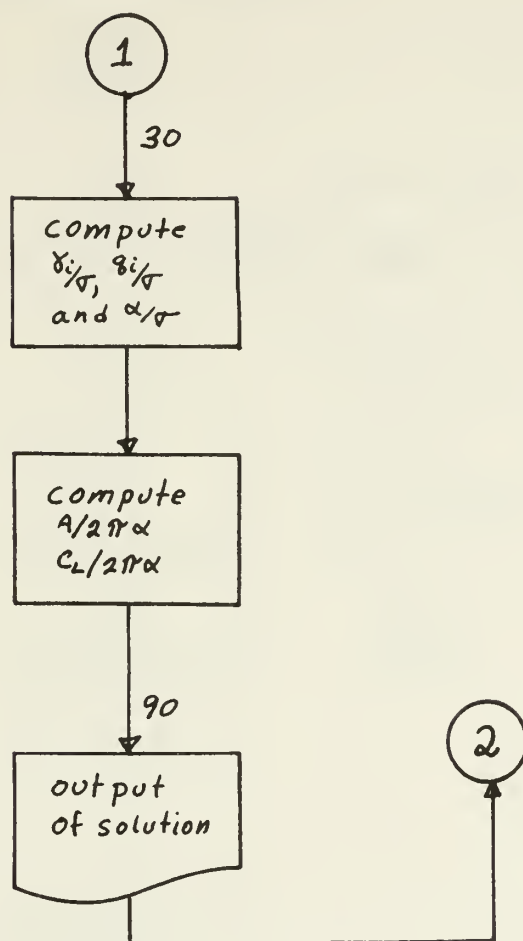 1
30
compute
γi/σ, qi/σ
and α/σ
compute
A/2πα
CL/2πα
90
output
of solution
2